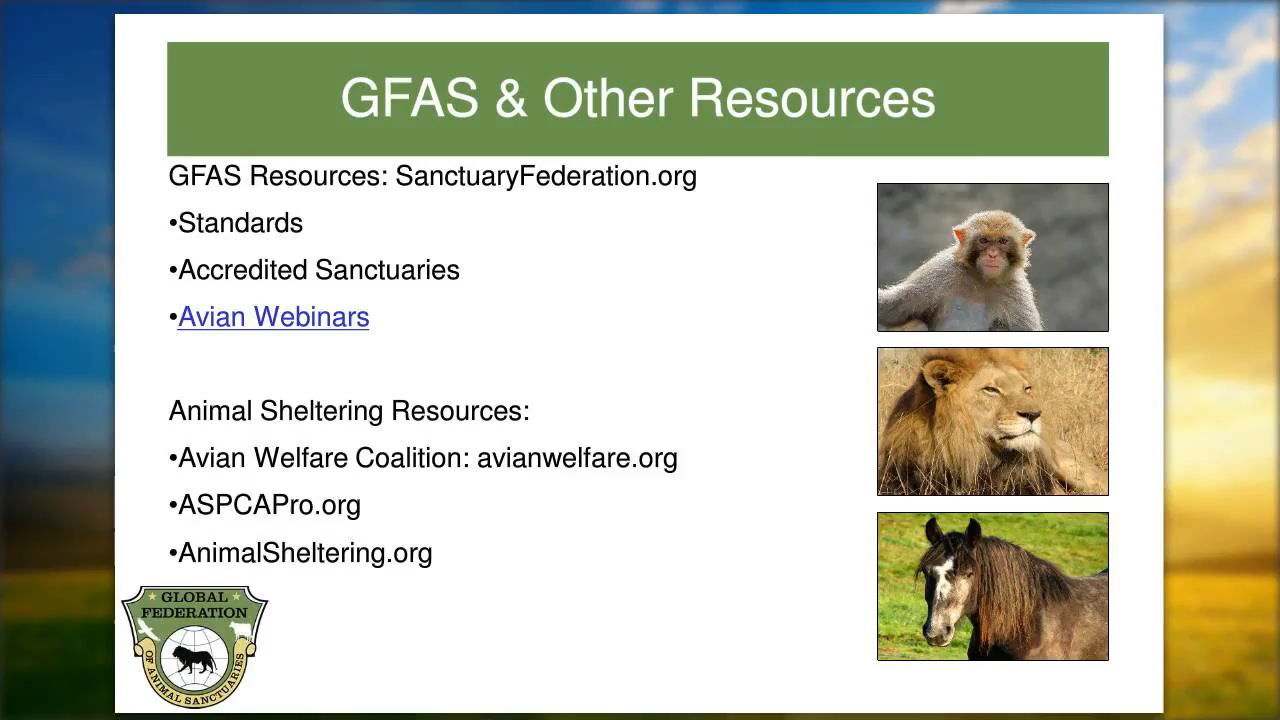 GFAS & Other Resources
GFAS Resources: SanctuaryFederation.org
•Standards
•Accredited Sanctuaries
•Avian Webinars
Animal Sheltering Resources:
•Avian Welfare Coalition: avianwelfare.org
•ASPCAPro.org
•AnimalSheltering.org
GLOBAL
FEDERATION
OF ANIMAL SANCTUARIES